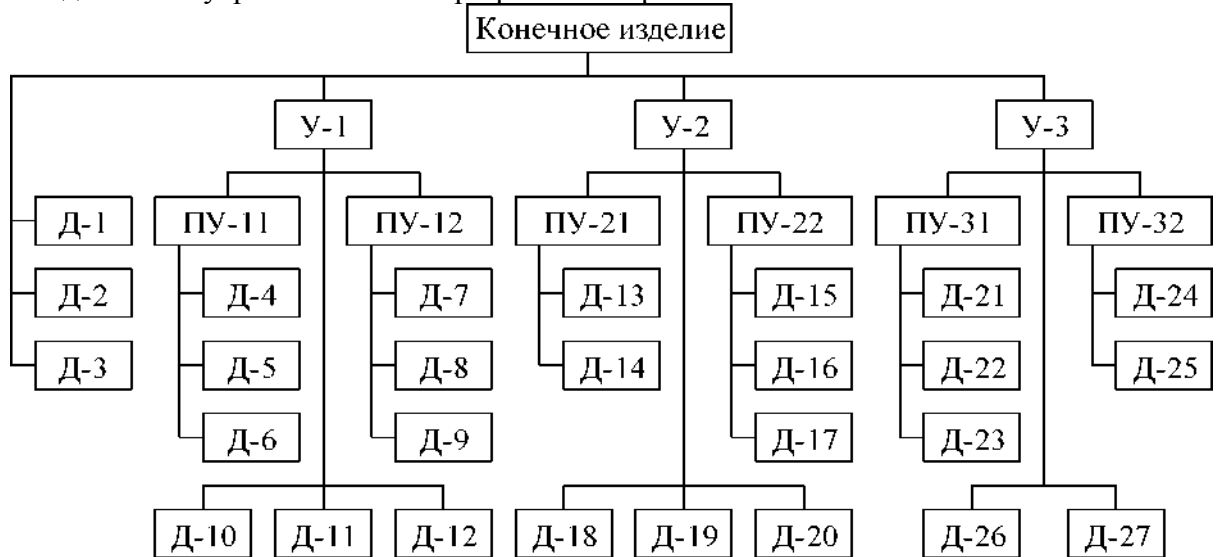 Конечное изделие
У-1 У-2 У-3
Д-1 ПУ-11 ПУ-12 ПУ-21 ПУ-22 ПУ-31 ПУ-32
Д-2 Д-4 Д-7 Д-13 Д-15 Д-21 Д-24
Д-3 Д-5 Д-8 Д-14 Д-16 Д-22 Д-25
Д-6 Д-9 Д-17 Д-23
Д-10 Д-11 Д-12 Д-18 Д-19 Д-20 Д-26 Д-27